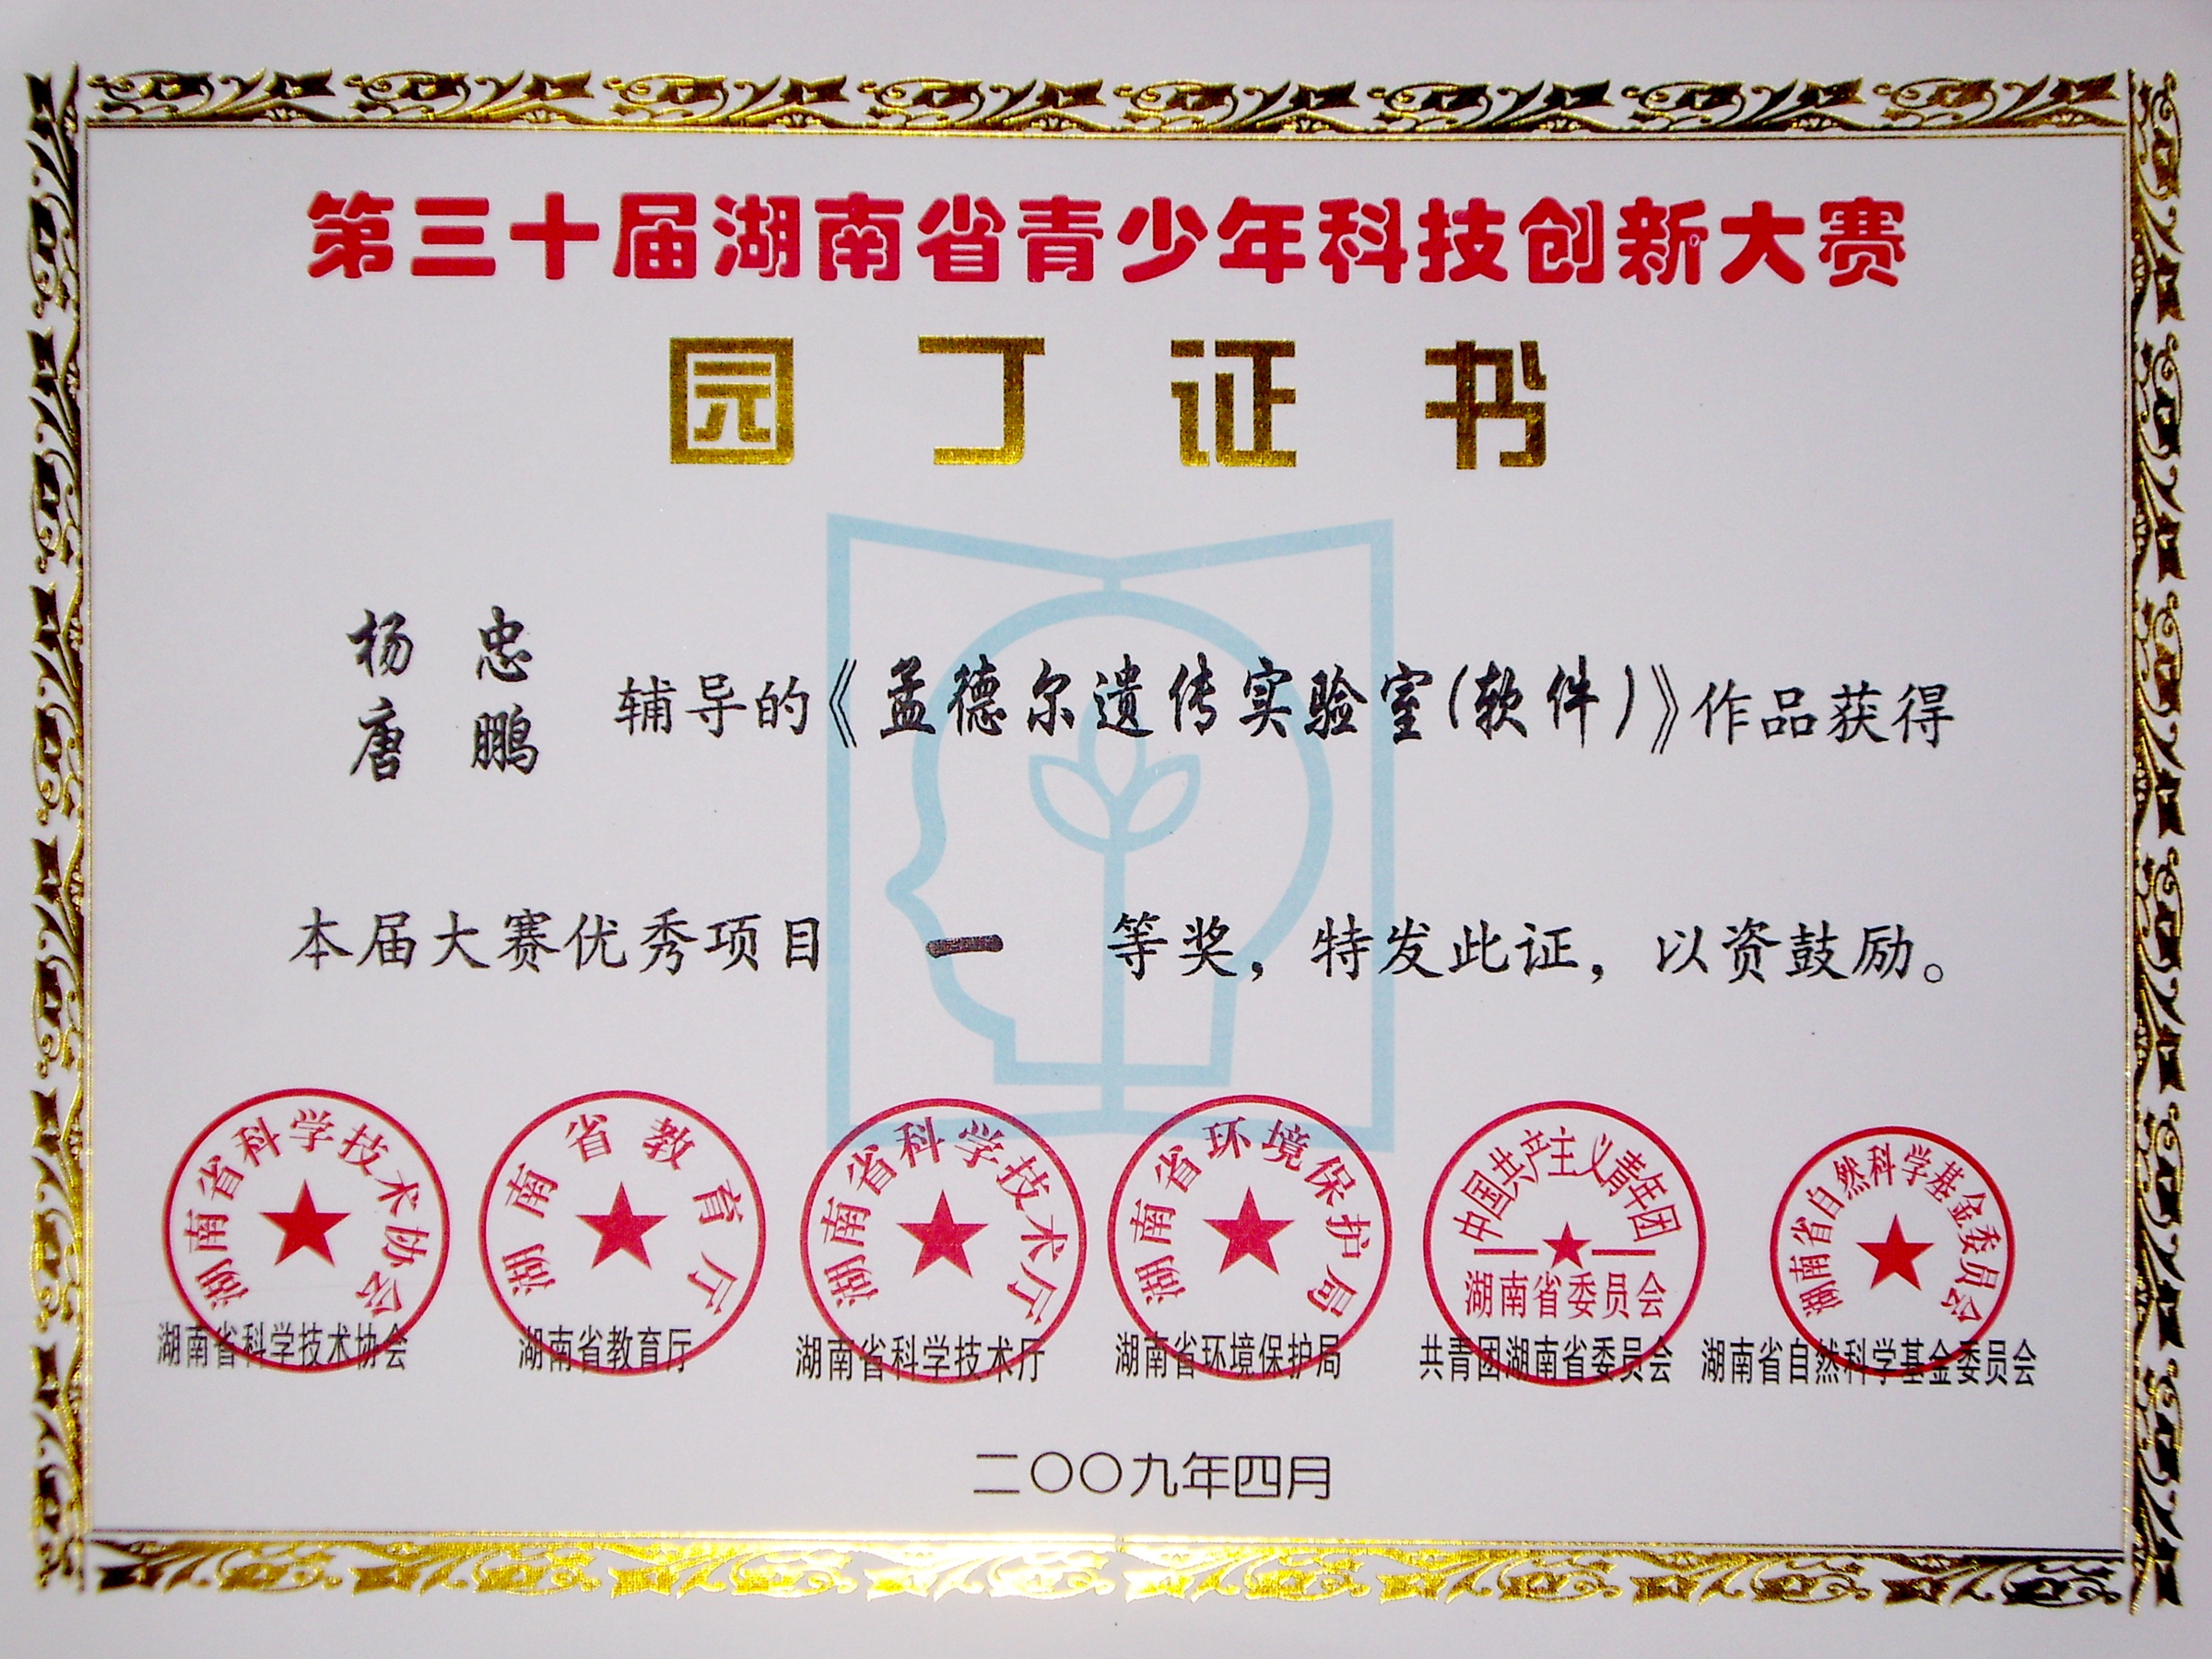 第三十届湖南省青少年科技创新大赛
园丁证书
杨忠
唐鹏
辅导的《孟德尔遗传实验室(软件)》作品获得
本届大赛优秀项目 一 等奖，特发此证，以资鼓励。
湖南省科学技术协会
湖南省教育厅
湖南省科学技术厅
湖南省环境保护局
中国共产主义青年团
湖南省委员会
湖南省自然科学基金委员会
湖南省科学技术协会
湖南省教育厅
湖南省科学技术厅
湖南省环境保护局
共青团湖南省委员会
湖南省自然科学基金委员会
二〇〇九年四月